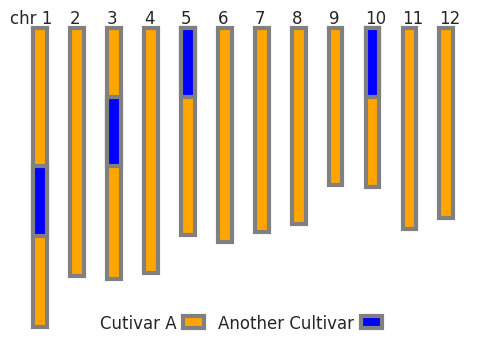 chr 1 2 3 4 5 6 7 8 9 10 11 12
Cutivar A Another Cultivar